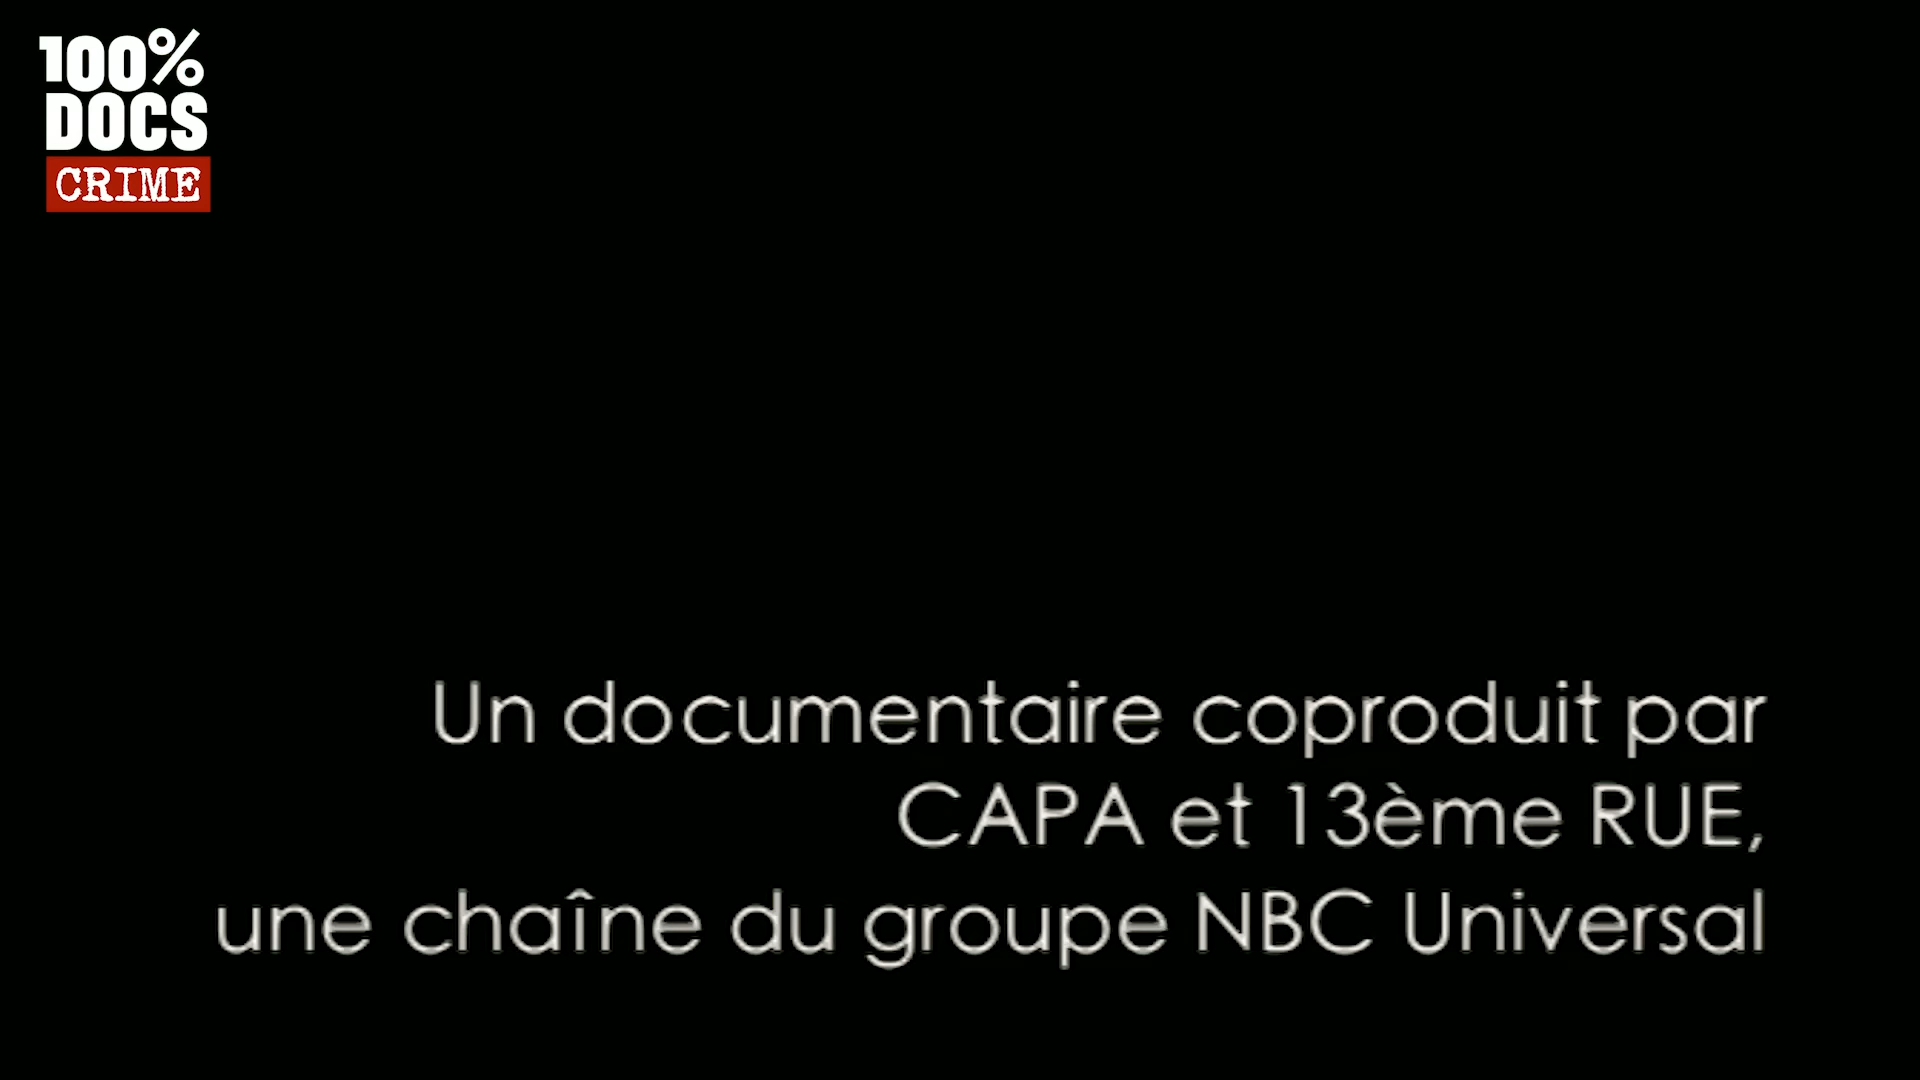 100%
DOCS
CRIME
Un documentaire coproduit par
CAPA et 13ème RUE,
une chaîne du groupe NBC Universal